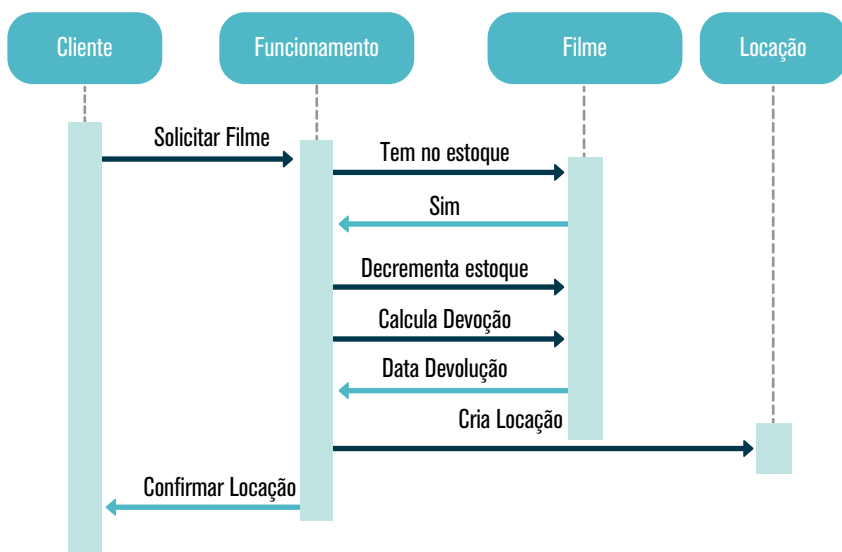 Cliente
Funcionamento
Filme
Locação
Solicitar Filme
Tem no estoque
Sim
Decrementa estoque
Calcula Devoção
Data Devolução
Cria Locação
Confirmar Locação